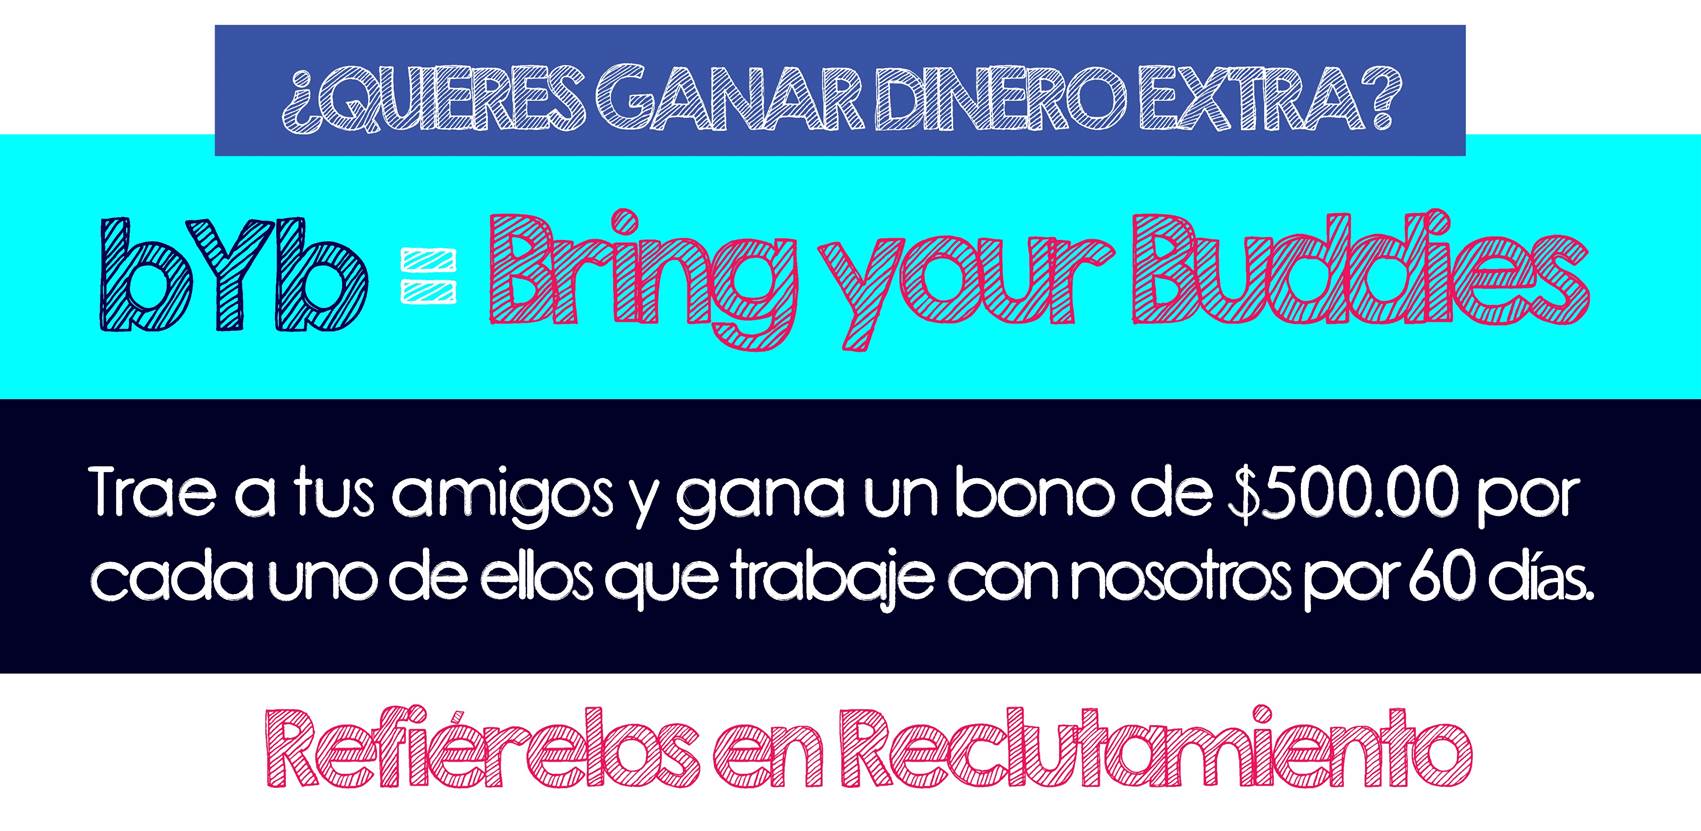 ¿QUIERES GANAR DINERO EXTRA?
bYb = Bring your Buddies
Trae a tus amigos y gana un bono de $500.00 por
cada uno de ellos que trabaje con nosotros por 60 días.
Refiérelos en Reclutamiento